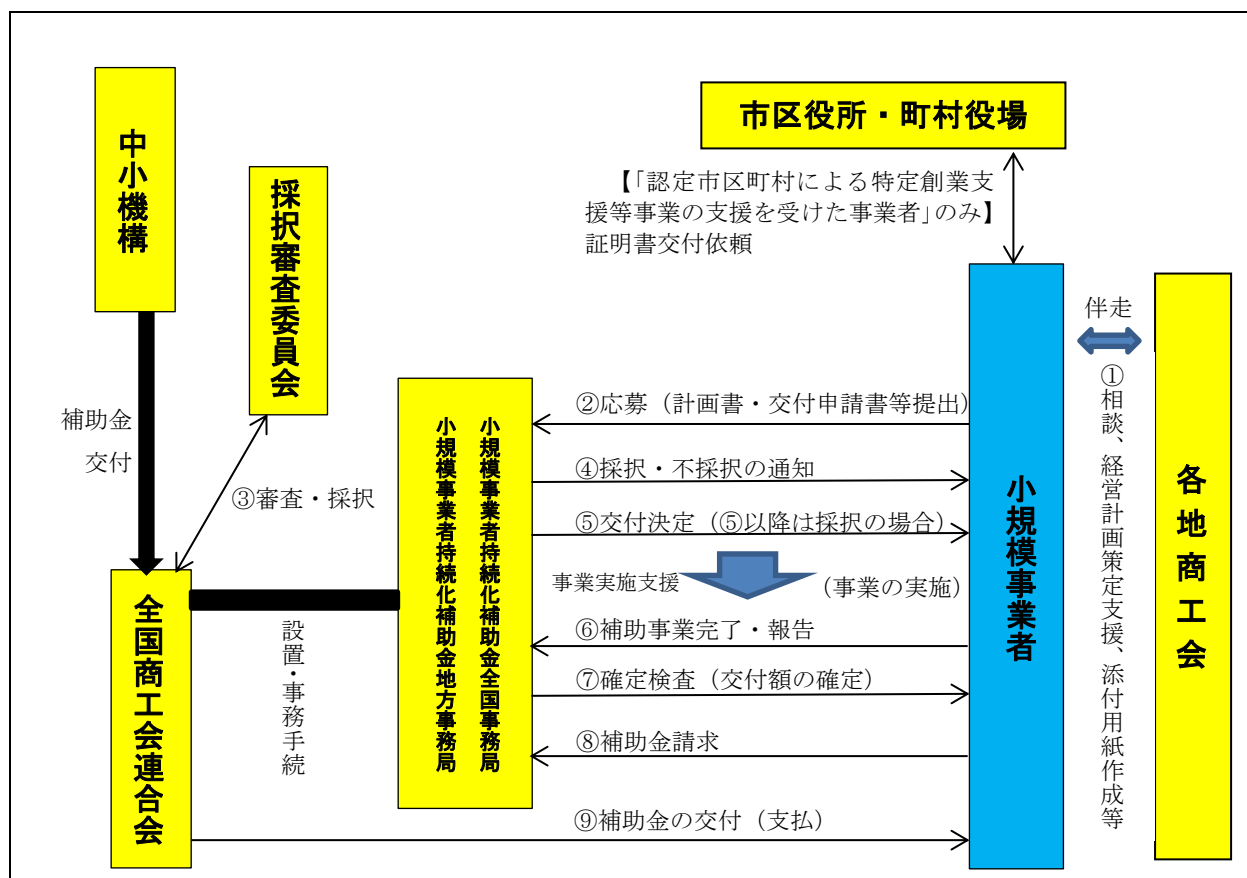 中小機構
採択審査委員会
市区役所・町村役場
【「認定市区町村による特定創業支
援等事業の支援を受けた事業者」のみ】
証明書交付依頼
補助金
交付
③審査・採択
全国商工会連合会
設置・事務手続
小規模事業者持続化補助金全国事務局
小規模事業者持続化補助金地方事務局
②応募（計画書・交付申請書等提出）
④採択・不採択の通知
⑤交付決定（⑤以降は採択の場合）
事業実施支援
（事業の実施）
⑥補助事業完了・報告
⑦確定検査（交付額の確定）
⑧補助金請求
⑨補助金の交付（支払）
小規模事業者
伴走
①相談、経営計画策定支援、添付用紙作成等
各地商工会